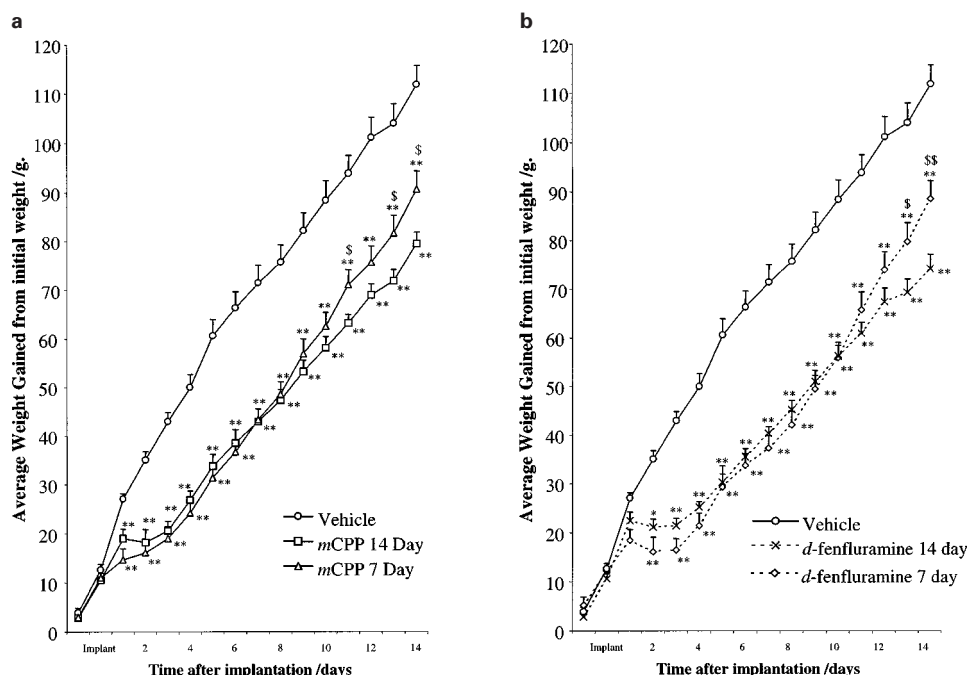 a
120
110
100
90
80
70
60
50
40
30
20
10
0
Average Weight Gained from initial weight /g.
** ** ** ** ** ** ** ** ** ** $ ** ** $ ** $ **
** ** ** ** ** ** ** ** ** ** ** ** **
Vehicle
mCPP 14 Day
mCPP 7 Day
Implant 2 4 6 8 10 12 14
Time after implantation /days
b
120
110
100
90
80
70
60
50
40
30
20
10
0
Average Weight Gained from initial weight /g.
* ** ** ** ** ** ** ** ** ** ** $ ** $$ **
** ** ** ** ** ** ** ** ** ** ** ** **
Vehicle
d-fenfluramine 14 day
d-fenfluramine 7 day
Implant 2 4 6 8 10 12 14
Time after implantation /days